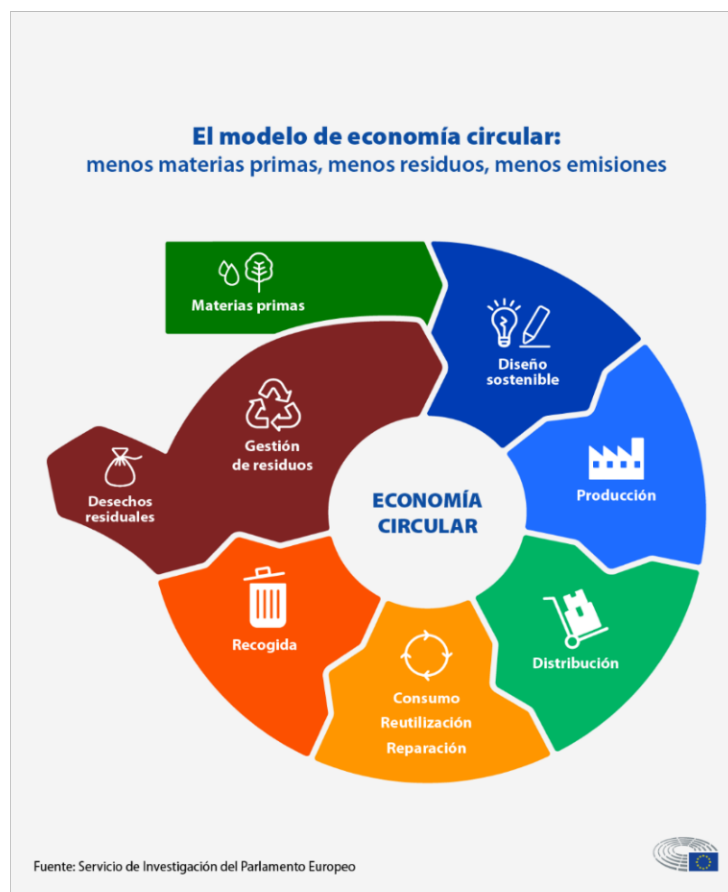 El modelo de economía circular:
menos materias primas, menos residuos, menos emisiones
Materias primas
Diseño
sostenible
Producción
Distribución
Consumo
Reutilización
Reparación
Recogida
Gestión
de residuos
Desechos
residuales
ECONOMÍA
CIRCULAR
Fuente: Servicio de Investigación del Parlamento Europeo